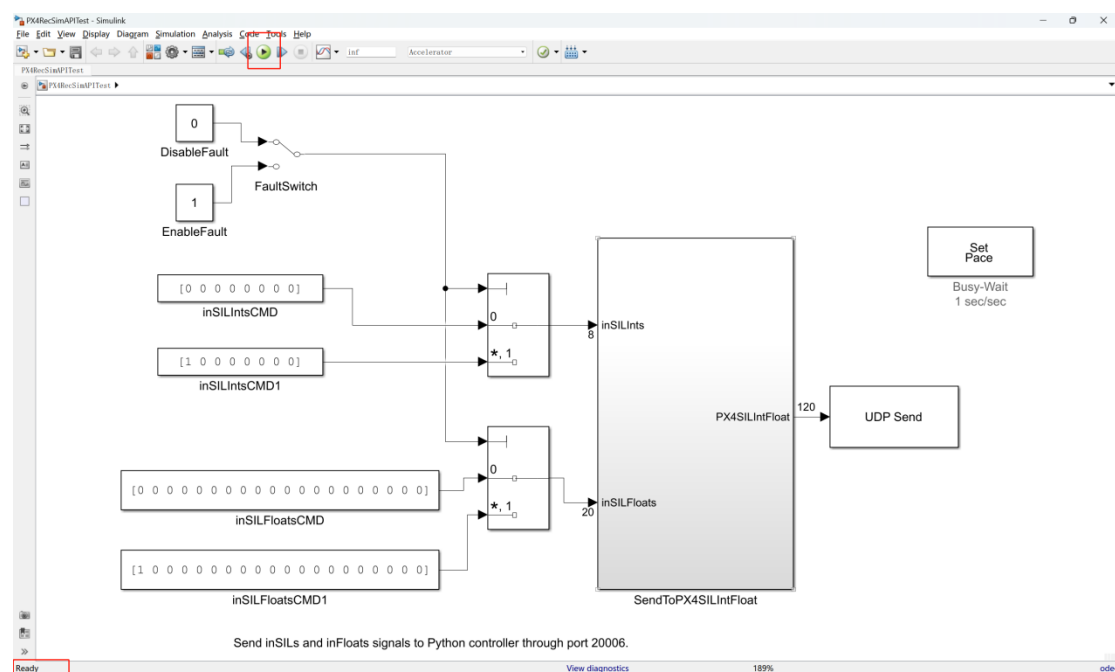 PX4RecSimAPITest - Simulink
File Edit View Display Diagram Simulation Analysis Code Tools Help
inf
Accelerator
PX4RecSimAPITest
PX4RecSimAPITest
0
DisableFault
FaultSwitch
1
EnableFault
Set
Pace
Busy-Wait
1 sec/sec
[0 0 0 0 0 0 0 0]
inSILIntsCMD
0
*, 1
8
inSILInts
[1 0 0 0 0 0 0 0]
inSILIntsCMD1
PX4SILIntFloat
120
UDP Send
[0 0 0 0 0 0 0 0 0 0 0 0 0 0 0 0 0 0 0 0]
inSILFloatsCMD
0
*, 1
20
inSILFloats
[1 0 0 0 0 0 0 0 0 0 0 0 0 0 0 0 0 0 0 0]
inSILFloatsCMD1
SendToPX4SILIntFloat
Send inSILs and inFloats signals to Python controller through port 20006.
Ready
View diagnostics
189%
ode